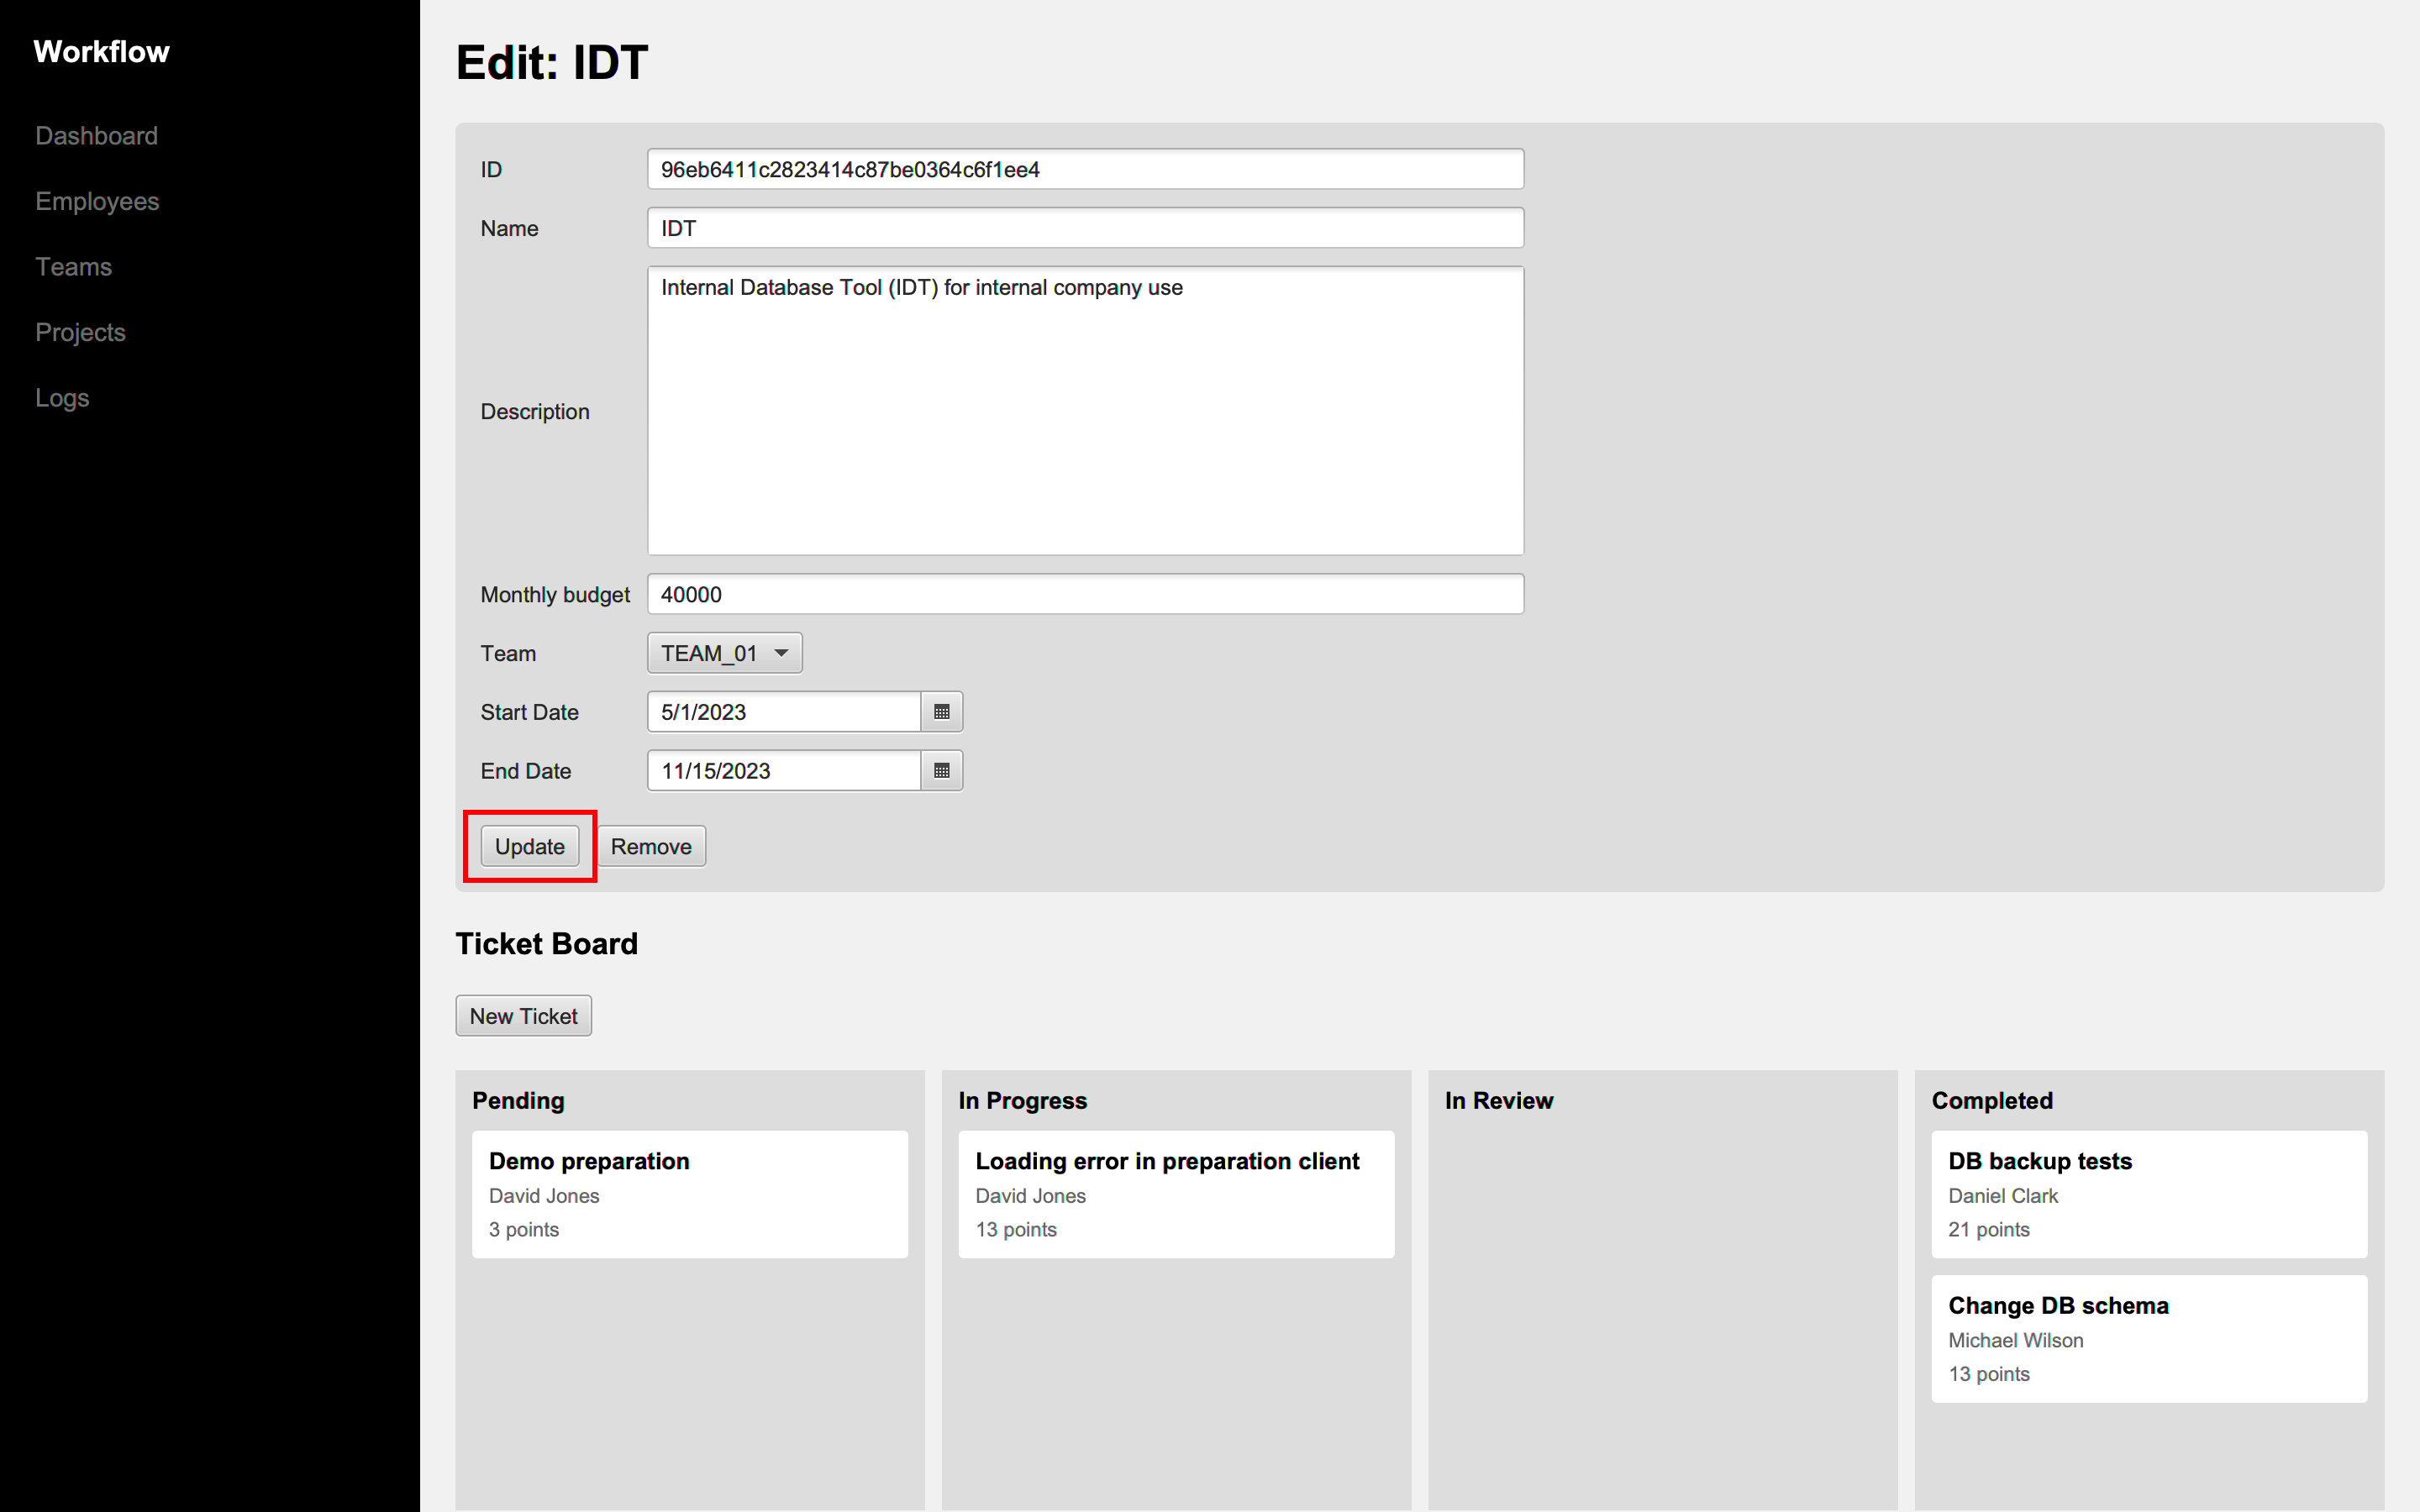 Workflow
Dashboard
Employees
Teams
Projects
Logs
Edit: IDT
ID
96eb6411c2823414c87be0364c6f1ee4
Name
IDT
Description
Internal Database Tool (IDT) for internal company use
Monthly budget
40000
Team
TEAM_01
Start Date
5/1/2023
End Date
11/15/2023
Update
Remove
Ticket Board
New Ticket
Pending
Demo preparation
David Jones
3 points
In Progress
Loading error in preparation client
David Jones
13 points
In Review
Completed
DB backup tests
Daniel Clark
21 points
Change DB schema
Michael Wilson
13 points